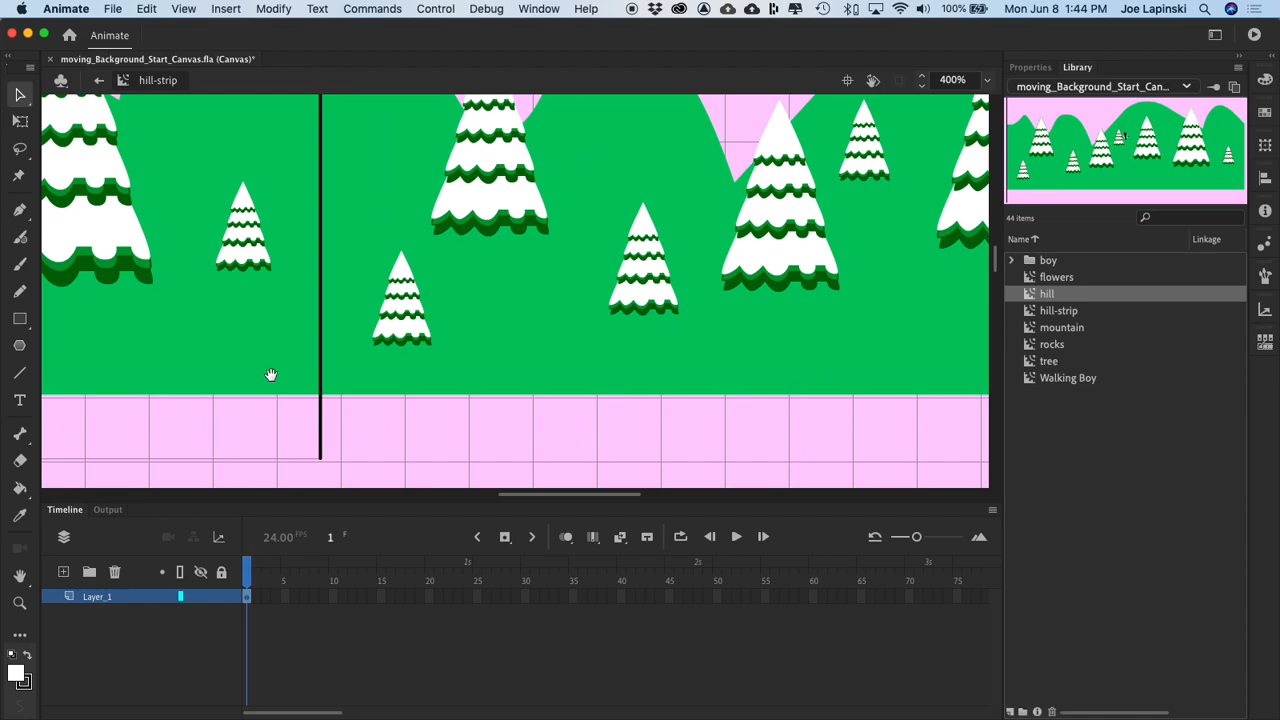 Animate File Edit View Insert Modify Text Commands Control Debug Window Help 100% Mon Jun 8 1:44 PM Joe Lapinski
Animate
moving_Background_Start_Canvas.fla (Canvas)*
hill-strip 400%
Properties Library
moving_Background_Start_Can...
44 items
Name Linkage
boy
flowers
hill
hill-strip
mountain
rocks
tree
Walking Boy
Timeline Output
24.00 FPS 1 F
1s 2s 3s
5 10 15 20 25 30 35 40 45 50 55 60 65 70 75
Layer_1